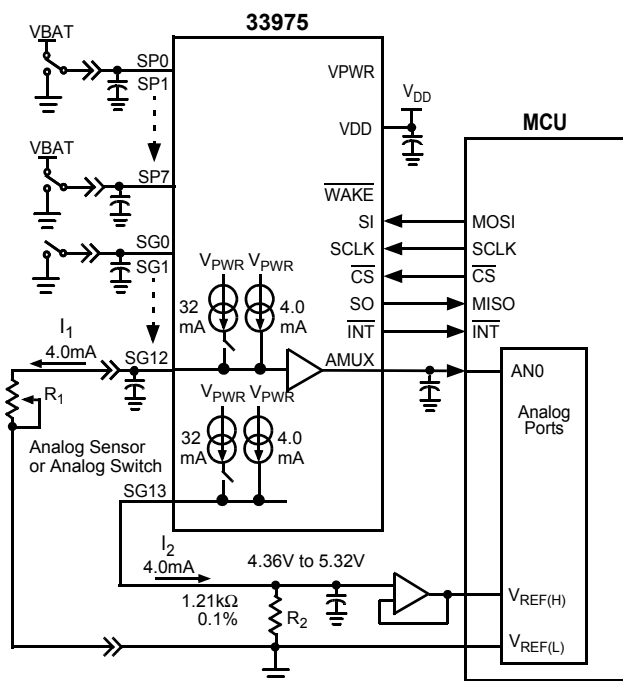 33975
VBAT
SP0
SP1
VPWR
VDD
VDD
MCU
VBAT
SP7
WAKE
SI
MOSI
SG0
SG1
SCLK
SCLK
CS
CS
VPWR VPWR
SO
MISO
32 mA
4.0 mA
INT
INT
I1
4.0mA
SG12
AMUX
AN0
R1
Analog Ports
VPWR VPWR
Analog Sensor
or Analog Switch
32 mA
4.0 mA
SG13
I2
4.0mA
4.36V to 5.32V
1.21kΩ
0.1%
R2
VREF(H)
VREF(L)